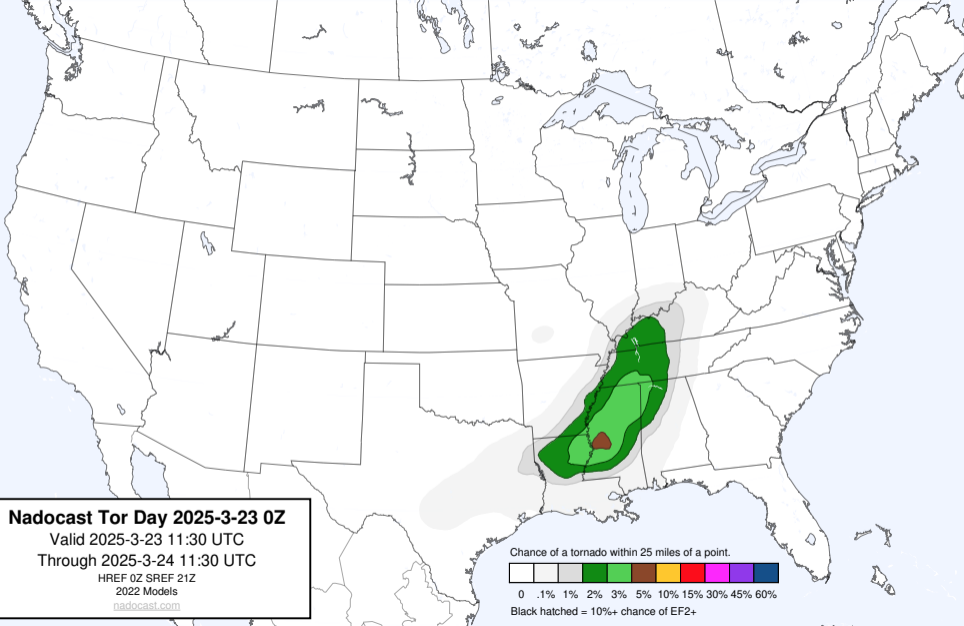 Nadocast Tor Day 2025-3-23 0Z
Valid 2025-3-23 11:30 UTC
Through 2025-3-24 11:30 UTC
HREF 0Z SREF 21Z
2022 Models
nadocast.com
Chance of a tornado within 25 miles of a point.
0 .1% 1% 2% 3% 5% 10% 15% 30% 45% 60%
Black hatched = 10%+ chance of EF2+